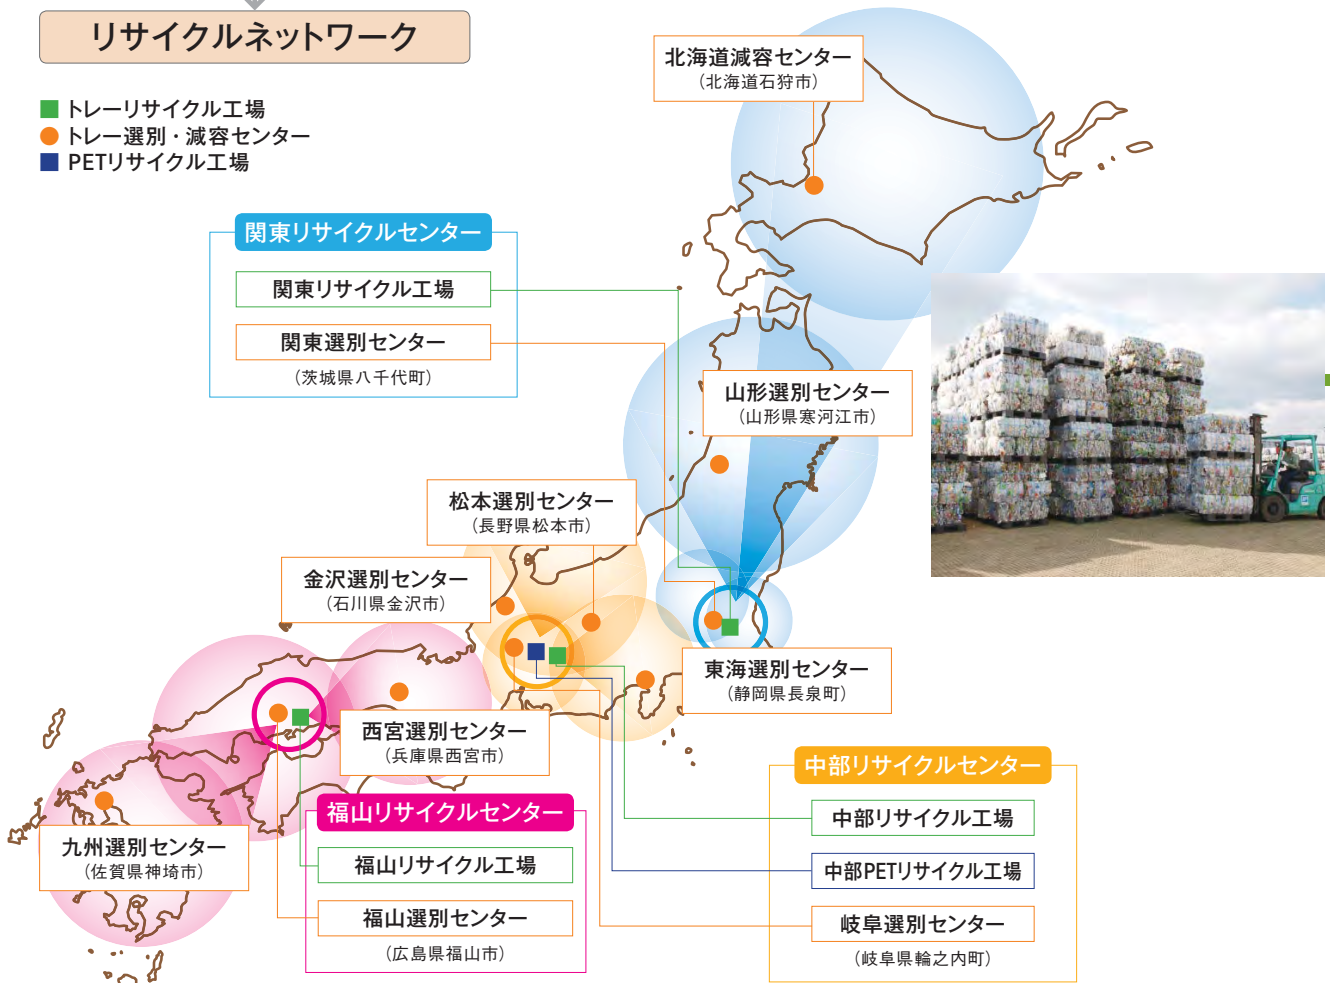 リサイクルネットワーク
トレーリサイクル工場
トレー選別・減容センター
PETリサイクル工場
北海道減容センター
（北海道石狩市）
関東リサイクルセンター
関東リサイクル工場
関東選別センター
（茨城県八千代町）
山形選別センター
（山形県寒河江市）
松本選別センター
（長野県松本市）
金沢選別センター
（石川県金沢市）
東海選別センター
（静岡県長泉町）
西宮選別センター
（兵庫県西宮市）
中部リサイクルセンター
中部リサイクル工場
中部PETリサイクル工場
岐阜選別センター
（岐阜県輪之内町）
福山リサイクルセンター
福山リサイクル工場
福山選別センター
（広島県福山市）
九州選別センター
（佐賀県神埼市）